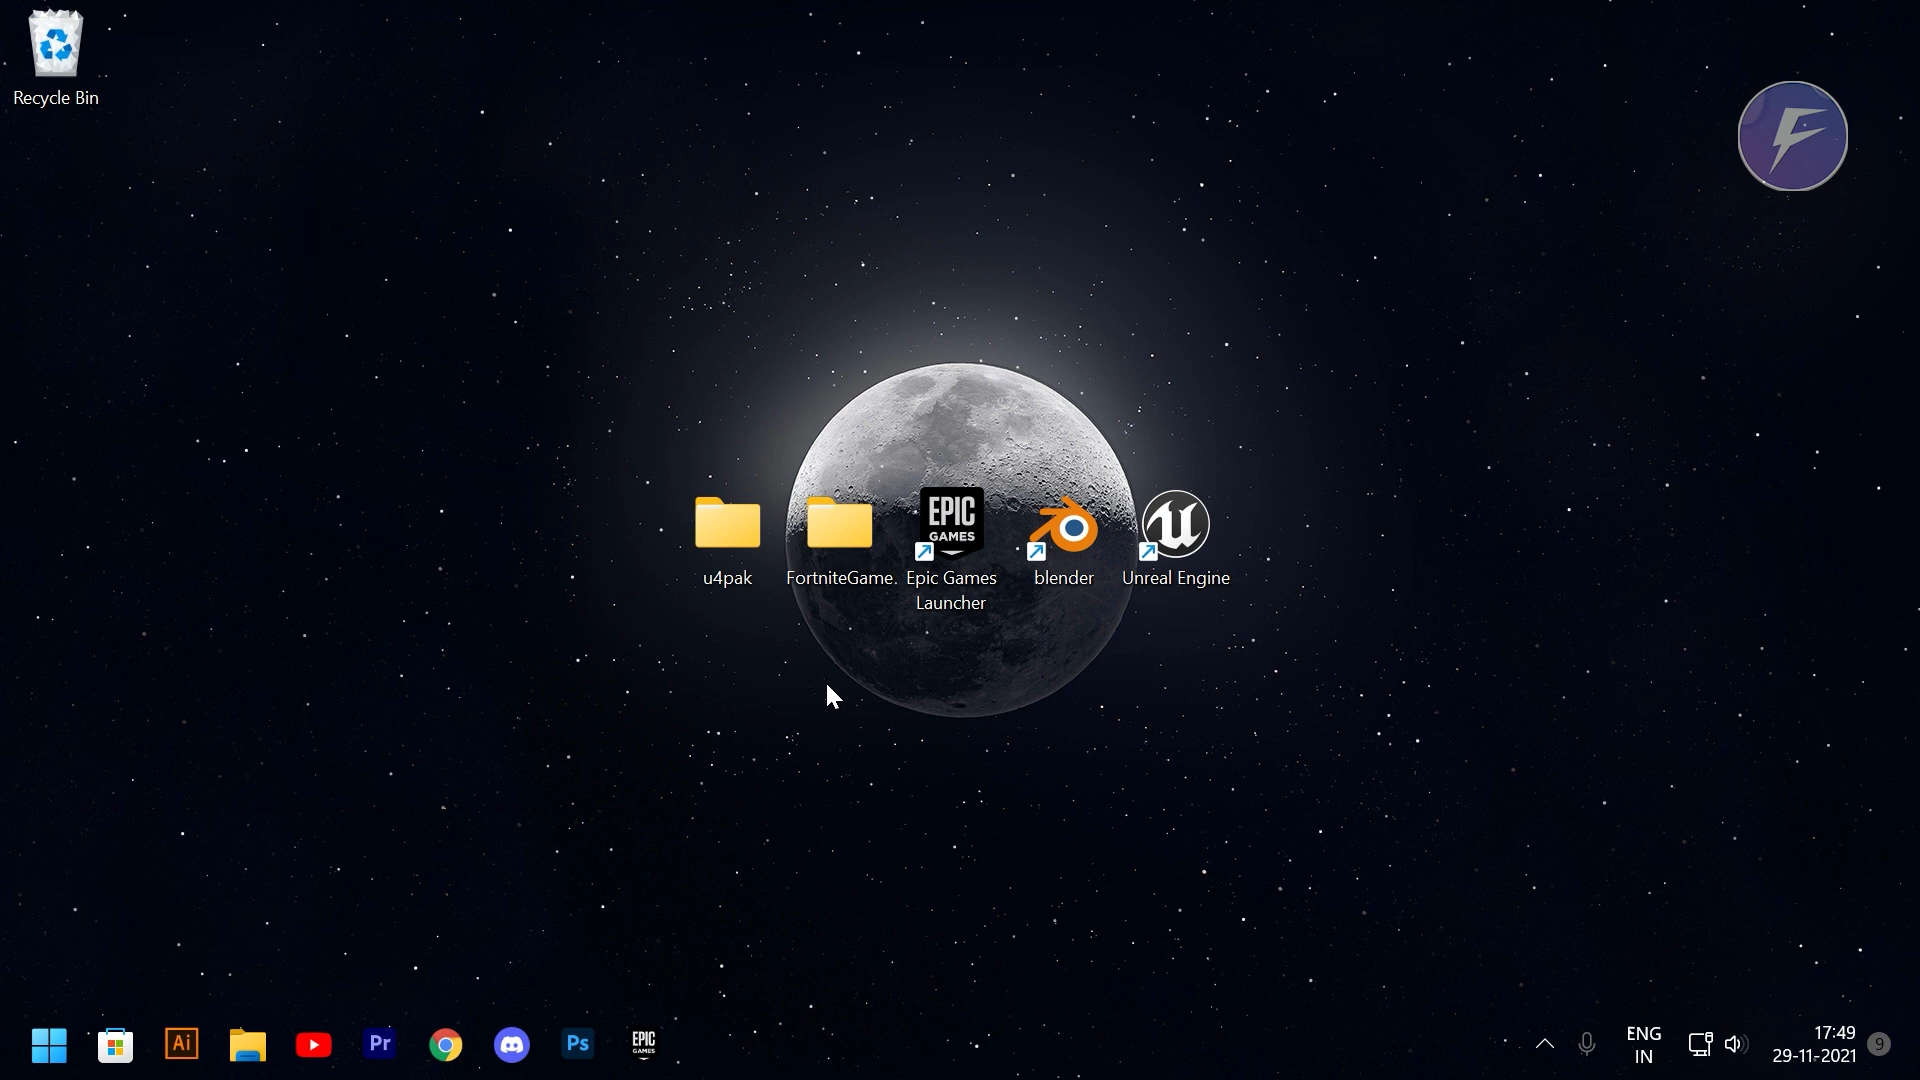 Recycle Bin
EPIC
GAMES
u4pak
FortniteGame.
Epic Games
Launcher
blender
Unreal Engine
Ai
Pr
Ps
EPIC
GAMES
ENG
IN
17:49
29-11-2021
9